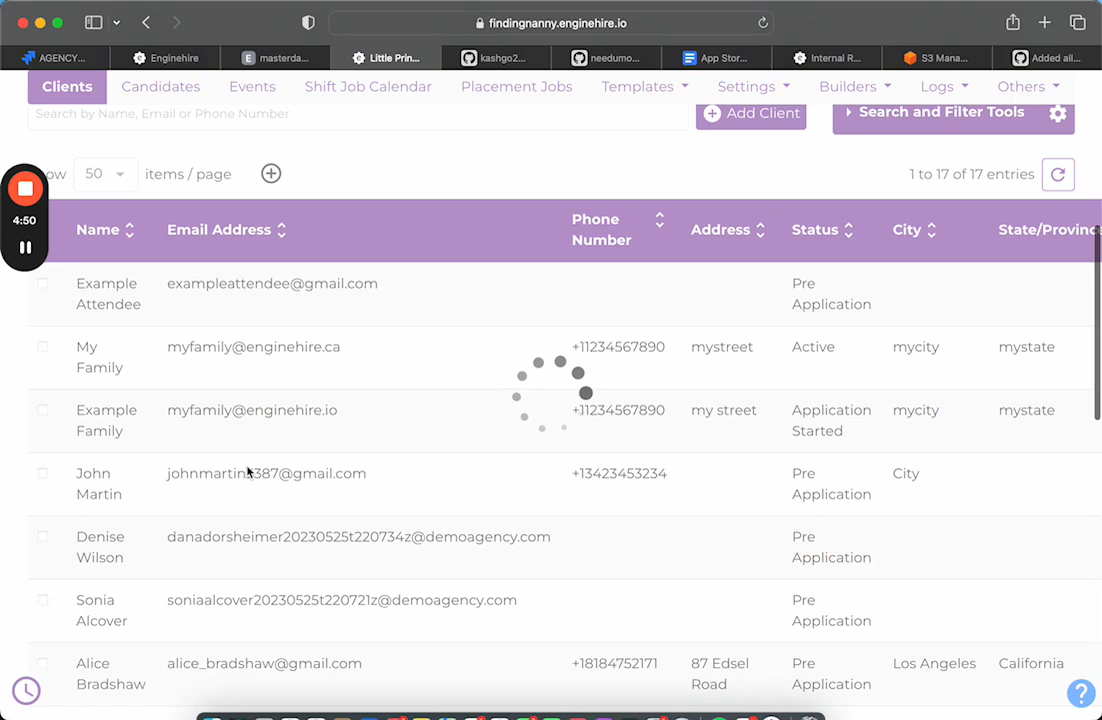 findingnanny.enginehire.io
AGENCY...
Enginehire
E masterda...
Little Prin...
kashgo2...
needumo...
App Stor...
Internal R...
S3 Mana...
Added all...
Clients
Candidates
Events
Shift Job Calendar
Placement Jobs
Templates
Settings
Builders
Logs
Others
Search by Name, Email or Phone Number
Add Client
Search and Filter Tools
ow 50 items / page
1 to 17 of 17 entries
4:50
Name
Email Address
Phone Number
Address
Status
City
State/Provinc
Example Attendee
exampleattendee@gmail.com
Pre Application
My Family
myfamily@enginehire.ca
+11234567890
mystreet
Active
mycity
mystate
Example Family
myfamily@enginehire.io
+11234567890
my street
Application Started
mycity
mystate
John Martin
+13423453234
Pre Application
City
Denise Wilson
danadorsheimer20230525t220734z@demoagency.com
Pre Application
Sonia Alcover
soniaalcover20230525t220721z@demoagency.com
Pre Application
Alice Bradshaw
alice_bradshaw@gmail.com
+18184752171
87 Edsel Road
Pre Application
Los Angeles
California
?